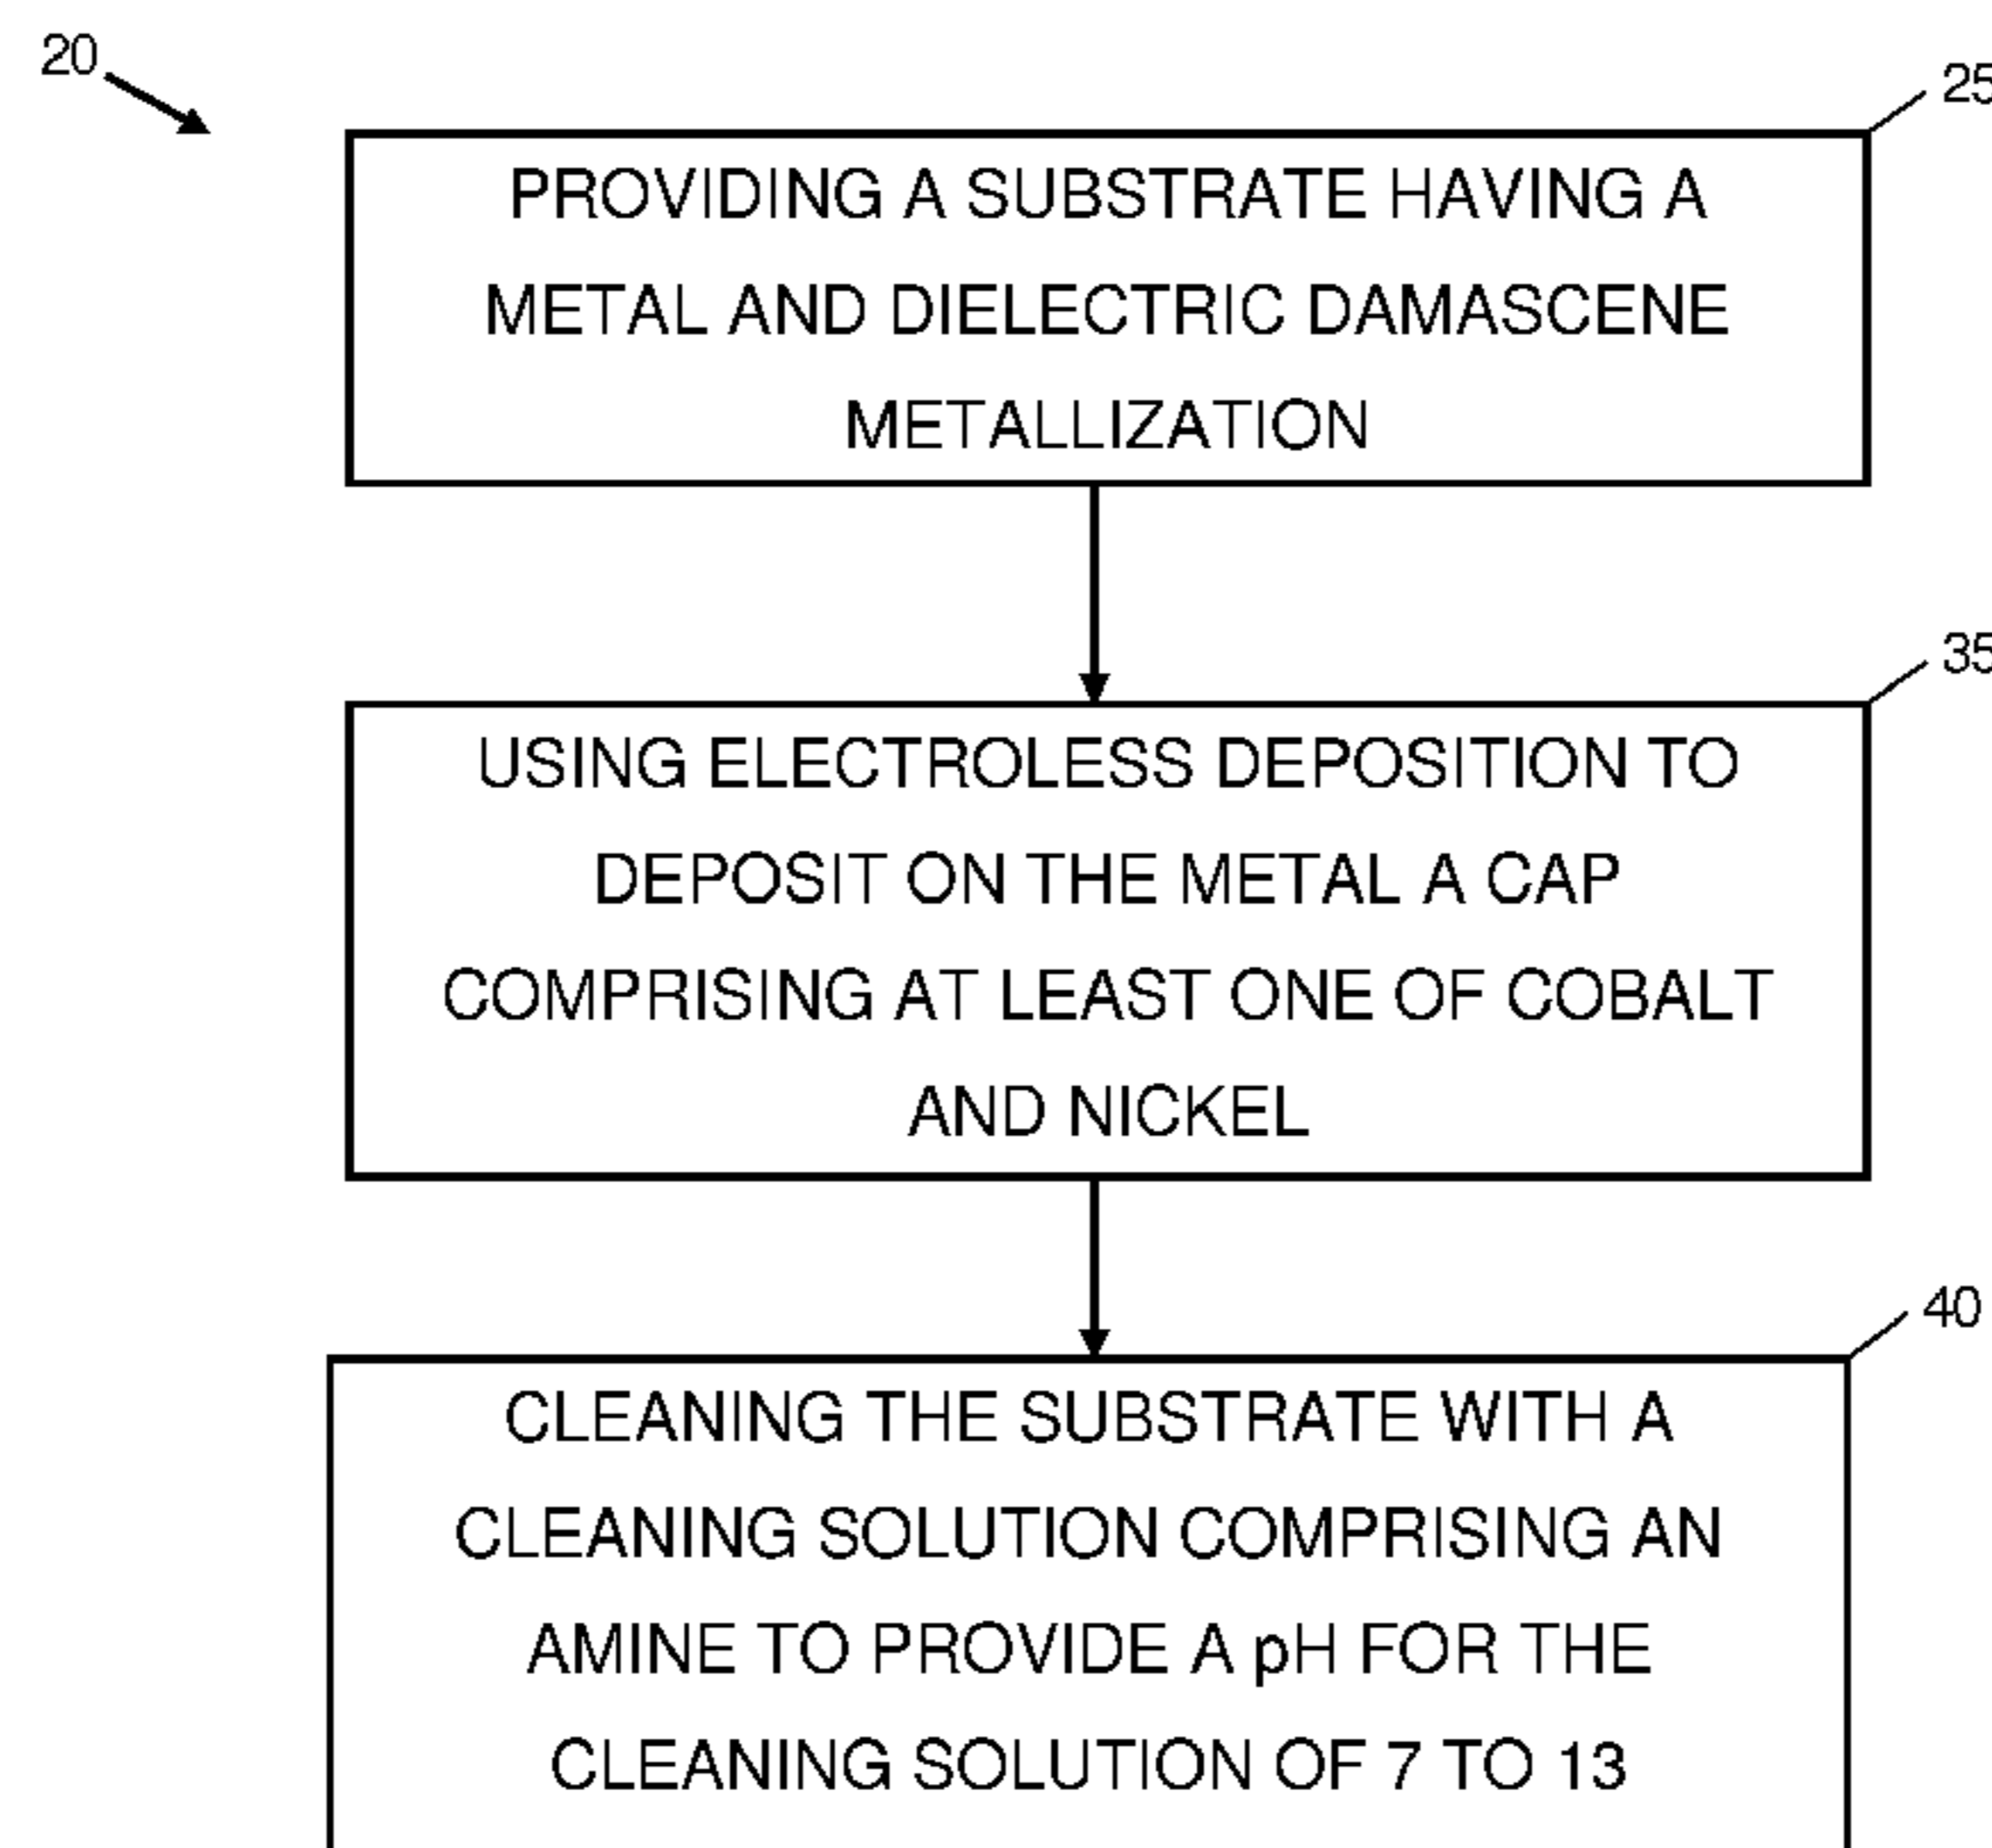 20
25
PROVIDING A SUBSTRATE HAVING A
METAL AND DIELECTRIC DAMASCENE
METALLIZATION
35
USING ELECTROLESS DEPOSITION TO
DEPOSIT ON THE METAL A CAP
COMPRISING AT LEAST ONE OF COBALT
AND NICKEL
40
CLEANING THE SUBSTRATE WITH A
CLEANING SOLUTION COMPRISING AN
AMINE TO PROVIDE A pH FOR THE
CLEANING SOLUTION OF 7 TO 13